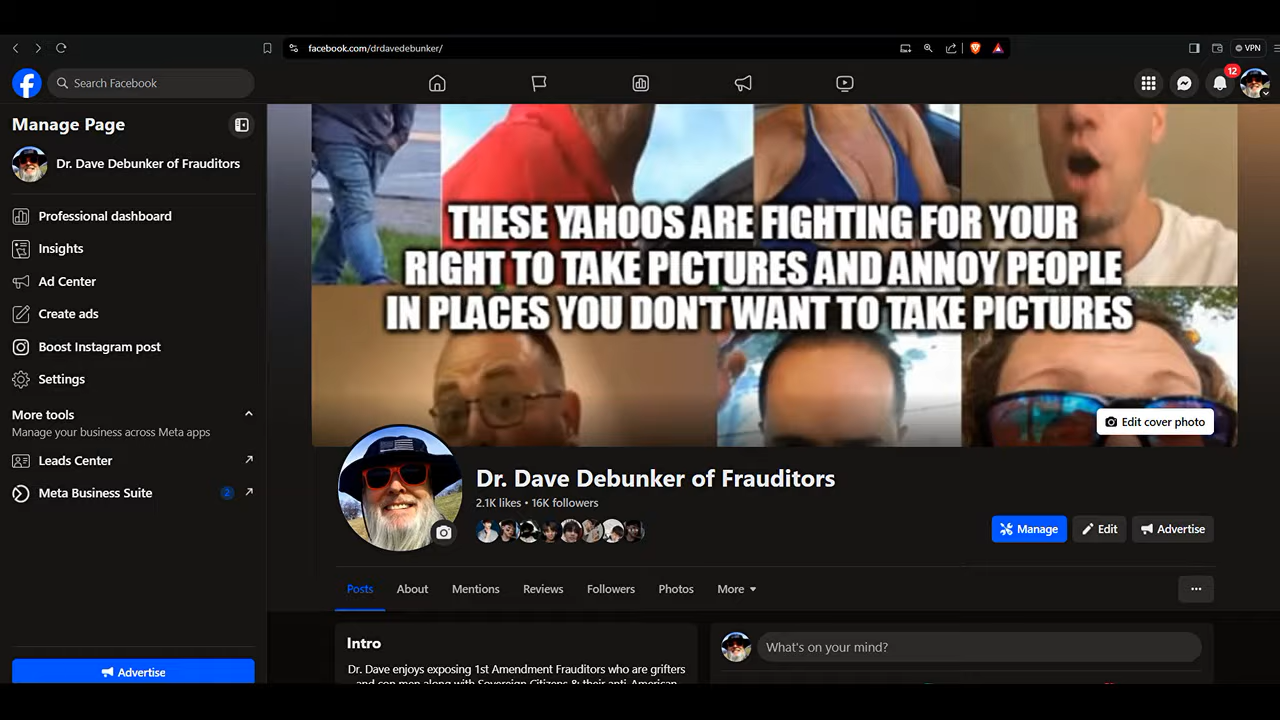 facebook.com/drdavedebunker/
VPN
Search Facebook
12
Manage Page
Dr. Dave Debunker of Frauditors
Professional dashboard
Insights
Ad Center
Create ads
Boost Instagram post
Settings
More tools
Manage your business across Meta apps
Leads Center
Meta Business Suite
2
Advertise
THESE YAHOOS ARE FIGHTING FOR YOUR
RIGHT TO TAKE PICTURES AND ANNOY PEOPLE
IN PLACES YOU DON'T WANT TO TAKE PICTURES
Edit cover photo
Dr. Dave Debunker of Frauditors
2.1K likes • 16K followers
Manage
Edit
Advertise
Posts
About
Mentions
Reviews
Followers
Photos
More
Intro
Dr. Dave enjoys exposing 1st Amendment Frauditors who are grifters
and con men along with Sovereign Citizens & their anti-American
What's on your mind?